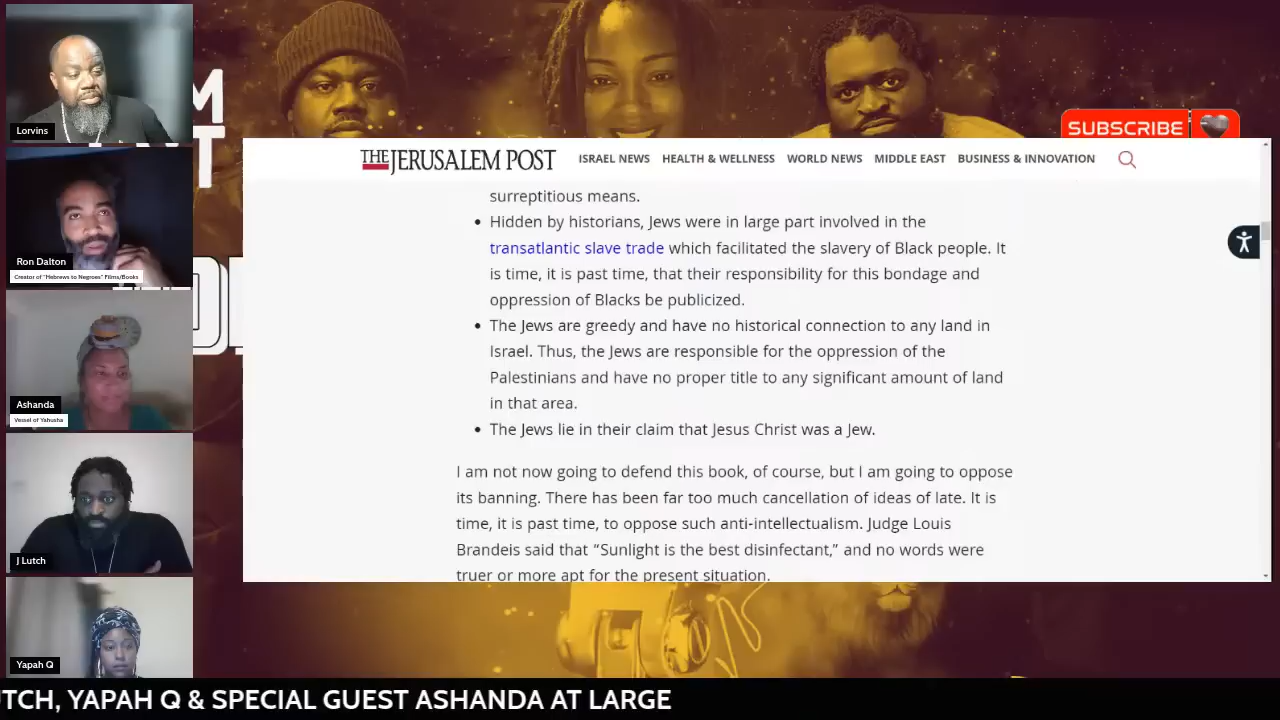 Lorvins
Ron Dalton
Creator of "Hebrews to Negroes" Films/Books
Ashanda
Vessel of Yahusha
J Lutch
Yapah Q
SUBSCRIBE
THE JERUSALEM POST
ISRAEL NEWS HEALTH & WELLNESS WORLD NEWS MIDDLE EAST BUSINESS & INNOVATION
surreptitious means.
• Hidden by historians, Jews were in large part involved in the
transatlantic slave trade which facilitated the slavery of Black people. It
is time, it is past time, that their responsibility for this bondage and
oppression of Blacks be publicized.
• The Jews are greedy and have no historical connection to any land in
Israel. Thus, the Jews are responsible for the oppression of the
Palestinians and have no proper title to any significant amount of land
in that area.
• The Jews lie in their claim that Jesus Christ was a Jew.
I am not now going to defend this book, of course, but I am going to oppose
its banning. There has been far too much cancellation of ideas of late. It is
time, it is past time, to oppose such anti-intellectualism. Judge Louis
Brandeis said that “Sunlight is the best disinfectant,” and no words were
truer or more apt for the present situation.
UTCH, YAPAH Q & SPECIAL GUEST ASHANDA AT LARGE